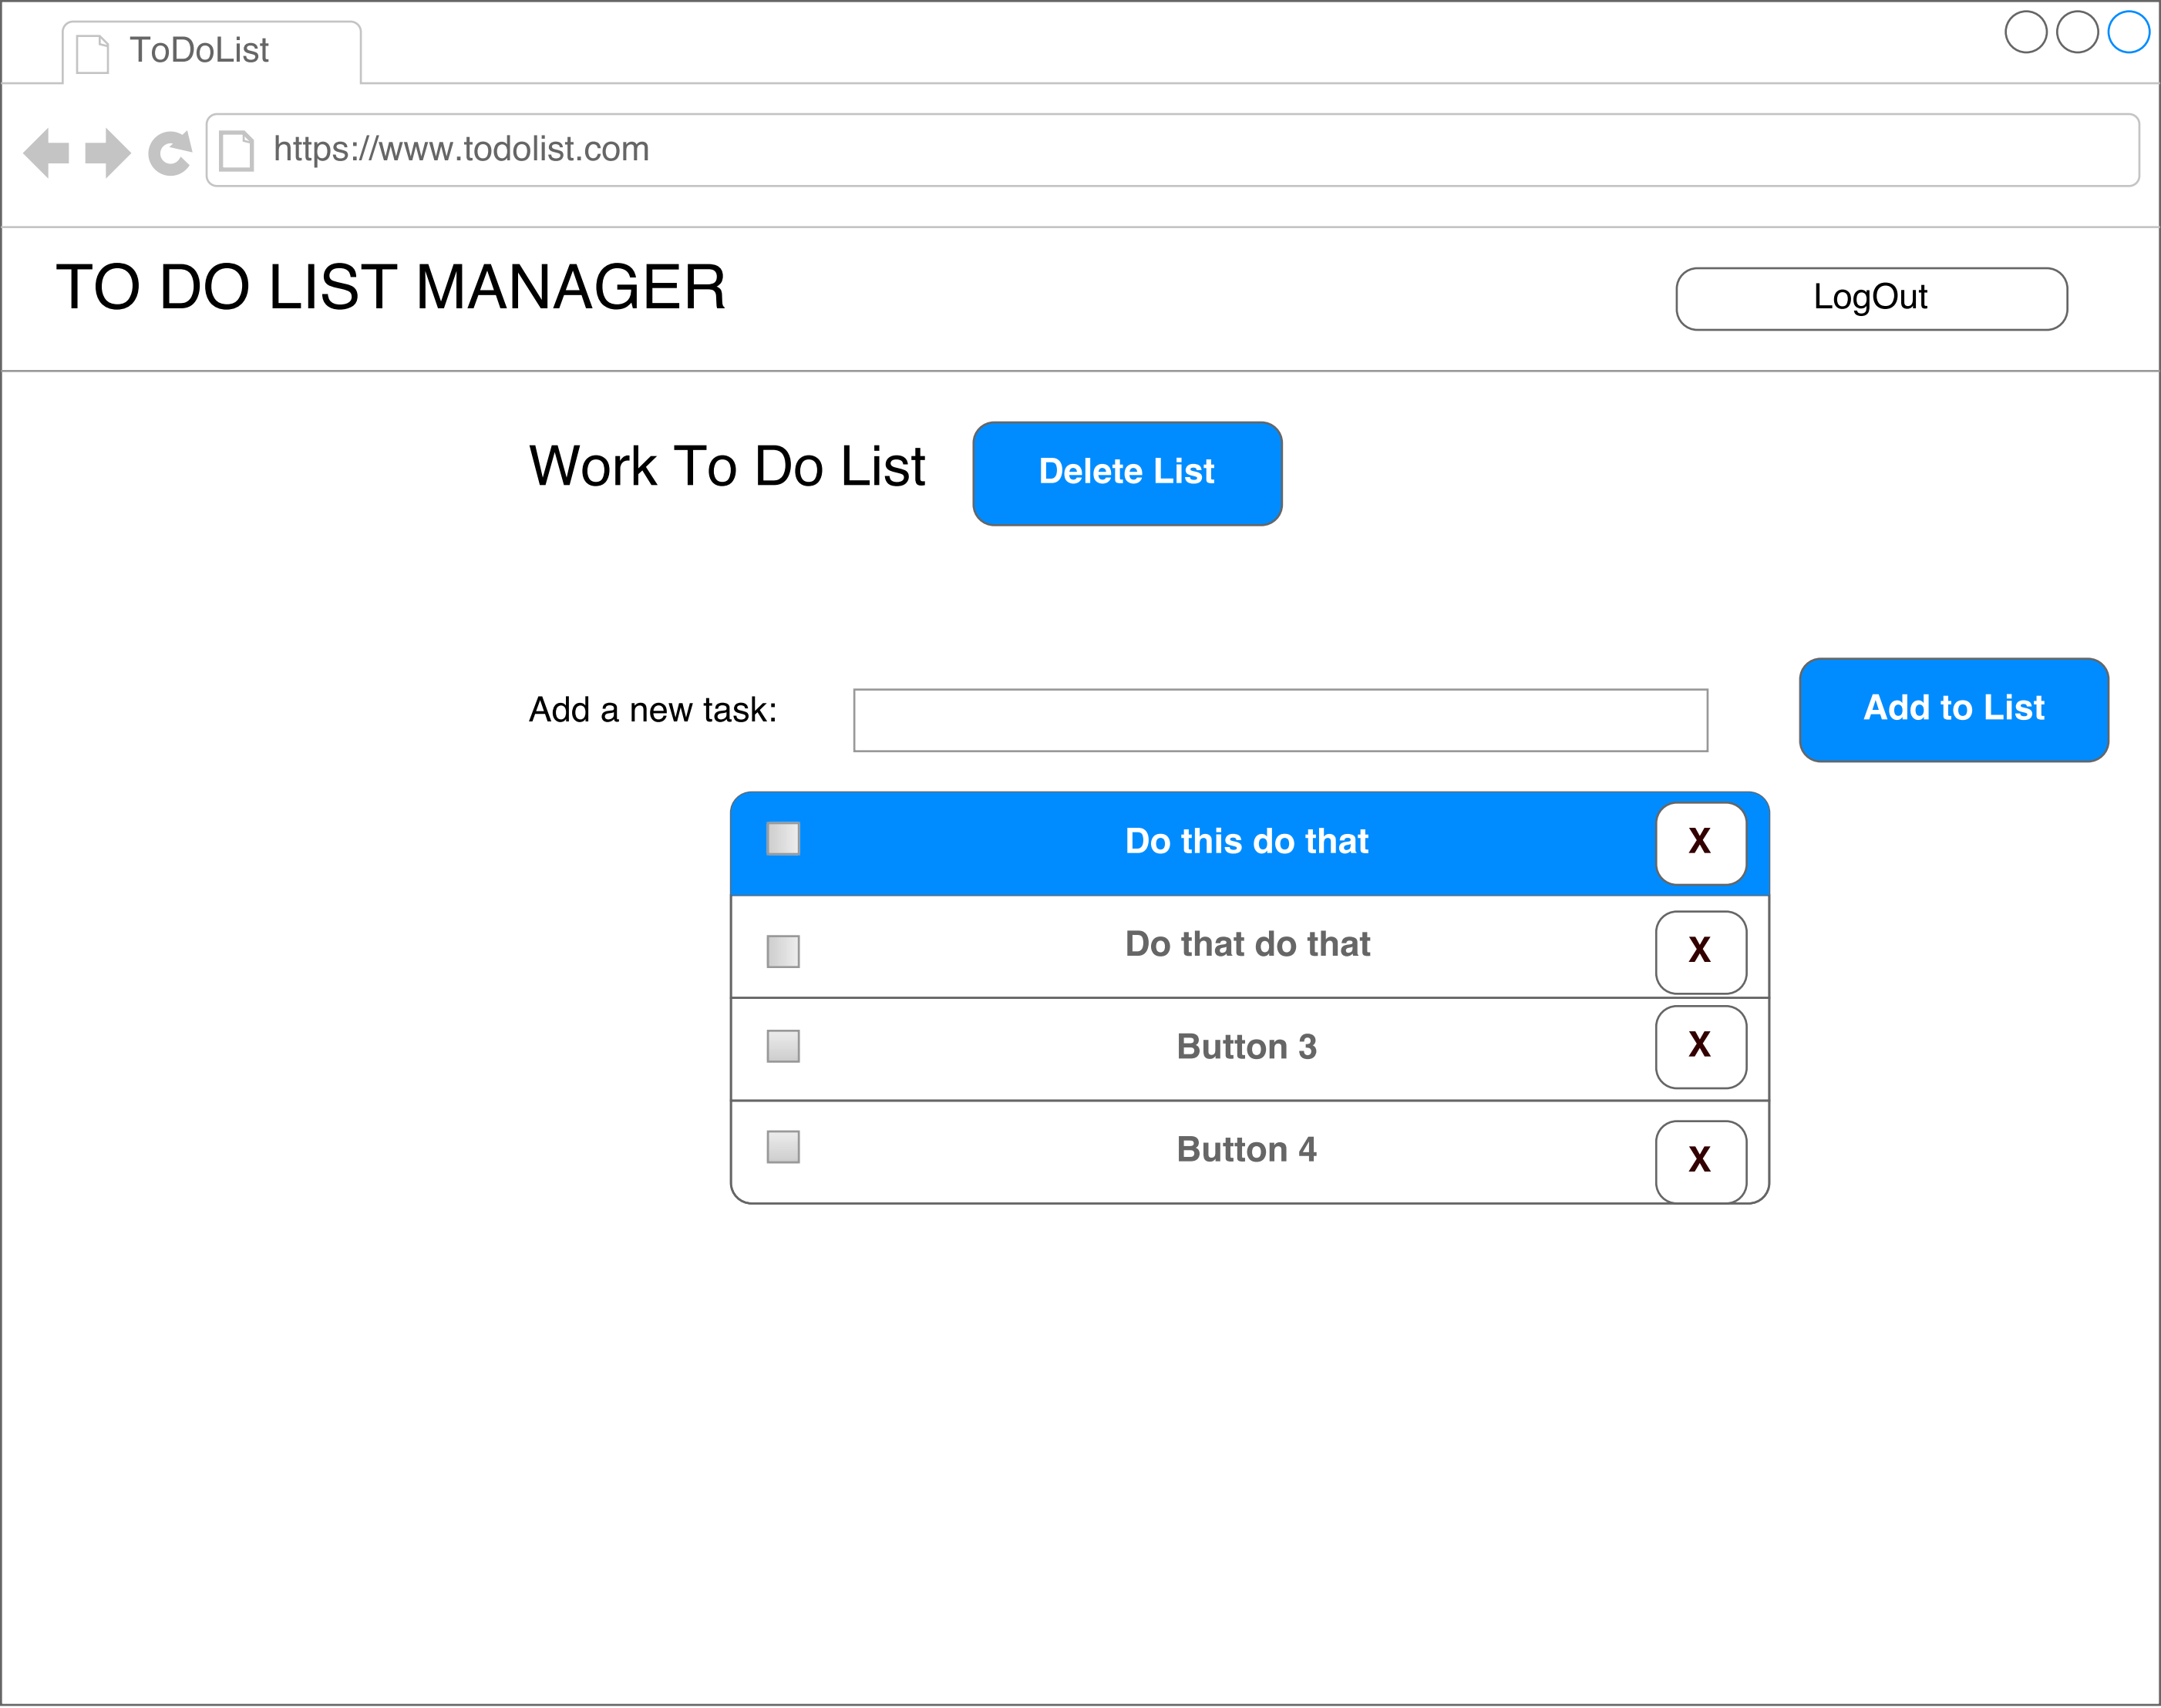 ToDoList
https://www.todolist.com
TO DO LIST MANAGER
LogOut
Work To Do List
Delete List
Add a new task:
Add to List
Do this do that
X
Do that do that
X
Button 3
X
Button 4
X